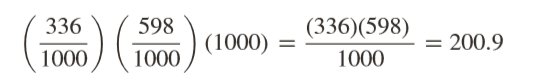 (336/1000) (598/1000) (1000) = (336)(598)/1000 = 200.9